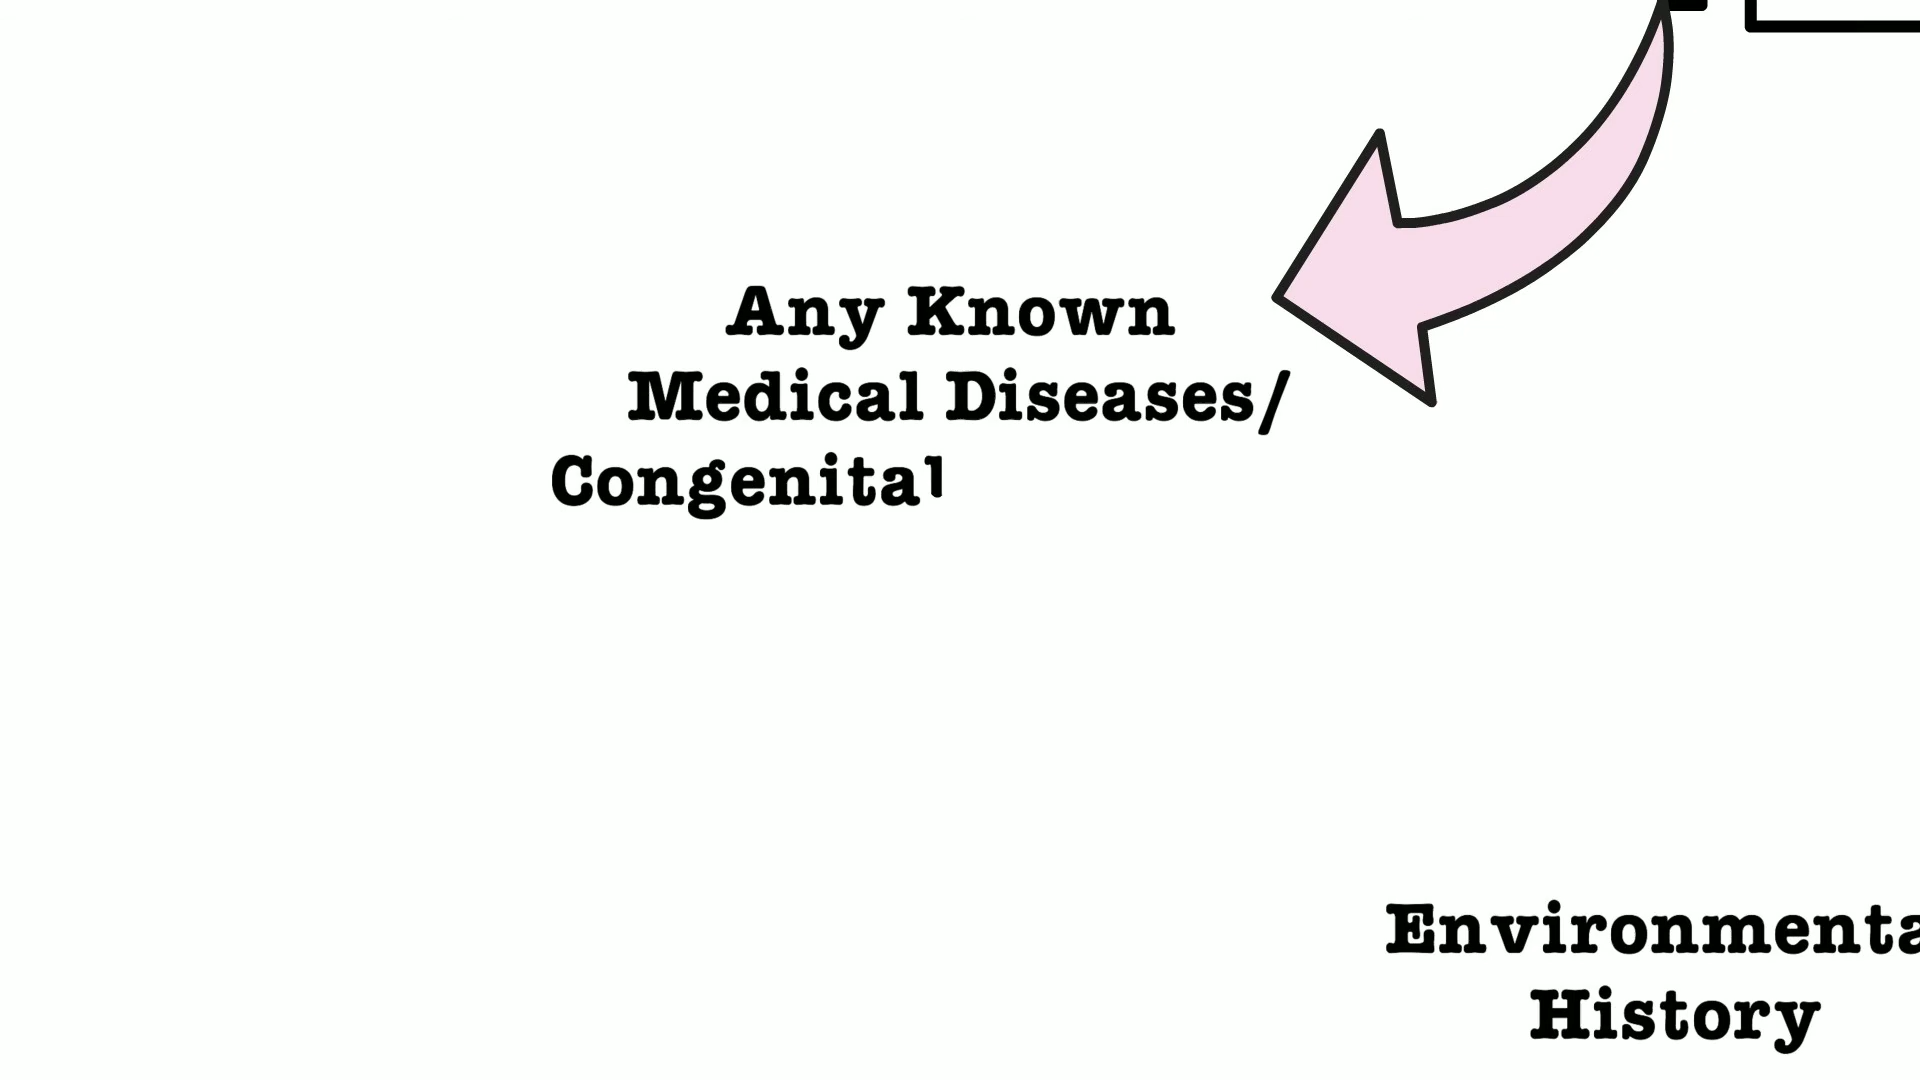 Any Known
Medical Diseases/
Congenital
Environmenta
History